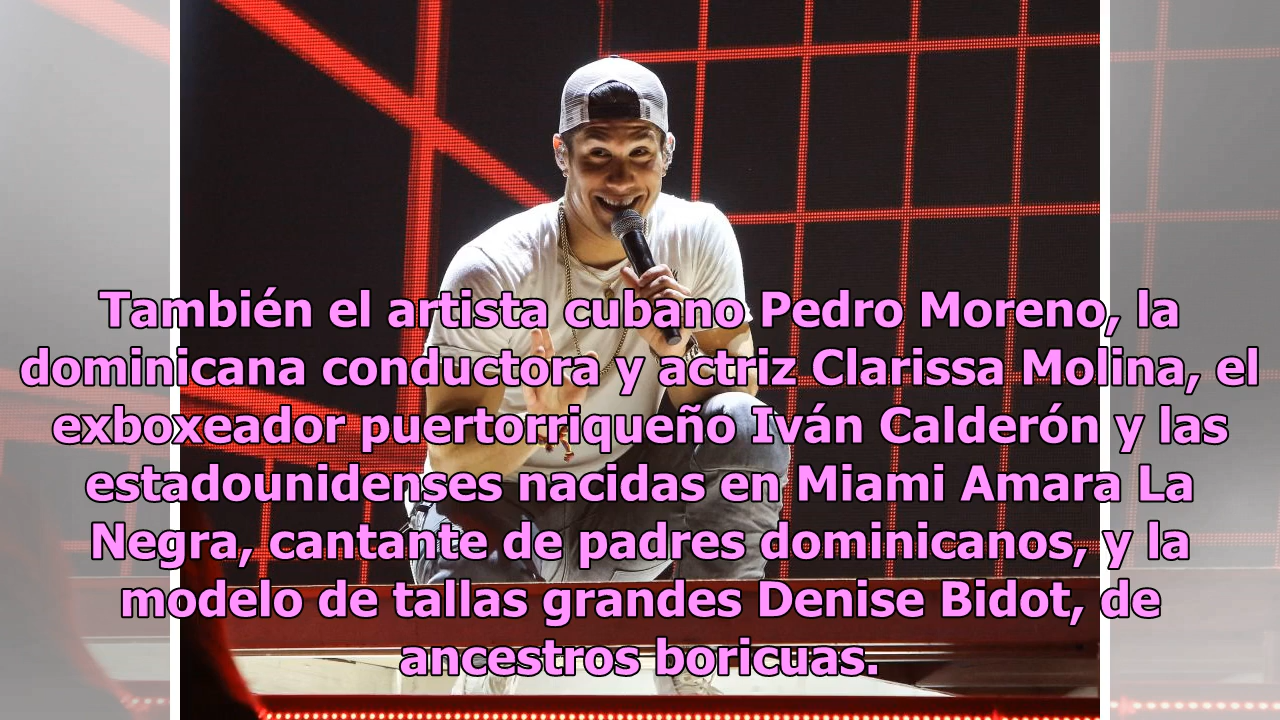 También el artista cubano Pedro Moreno, la
dominicana conductora y actriz Clarissa Molina, el
exboxeador puertorriqueño Iván Calderón y las
estadounidenses nacidas en Miami Amara La
Negra, cantante de padres dominicanos, y la
modelo de tallas grandes Denise Bidot, de
ancestros boricuas.